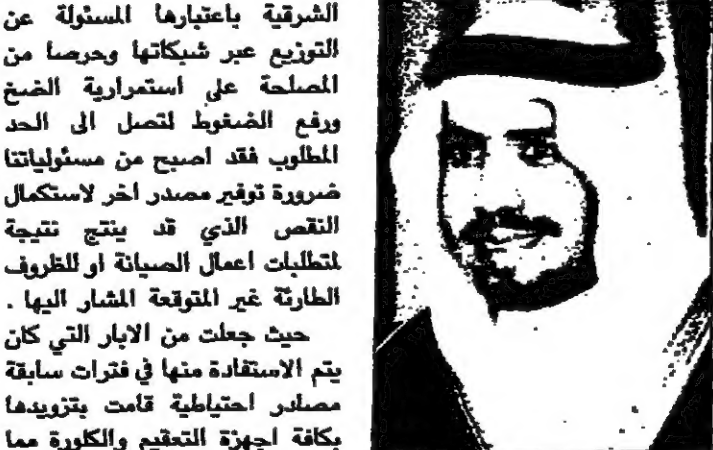 الشرقية باعتبارها المسئولة عن
التوزيع عبر شبكاتها وحرصا من
المصلحة على استمرارية الضخ
ورفع الضغوط لتصل الى الحد
المطلوب فقد اصبح من مسئولياتنا
ضرورة توفير مصدر اخر لاستكمال
النقص الذي قد ينتج نتيجة
لمتطلبات اعمال الصيانة او للظروف
الطارئة غير المتوقعة المشار اليها .
حيث جعلت من الابار التي كان
يتم الاستفادة منها في فترات سابقة
مصادر احتياطية قامت بتزويدها
بكافة اجهزة التعقيم والكلورة مما